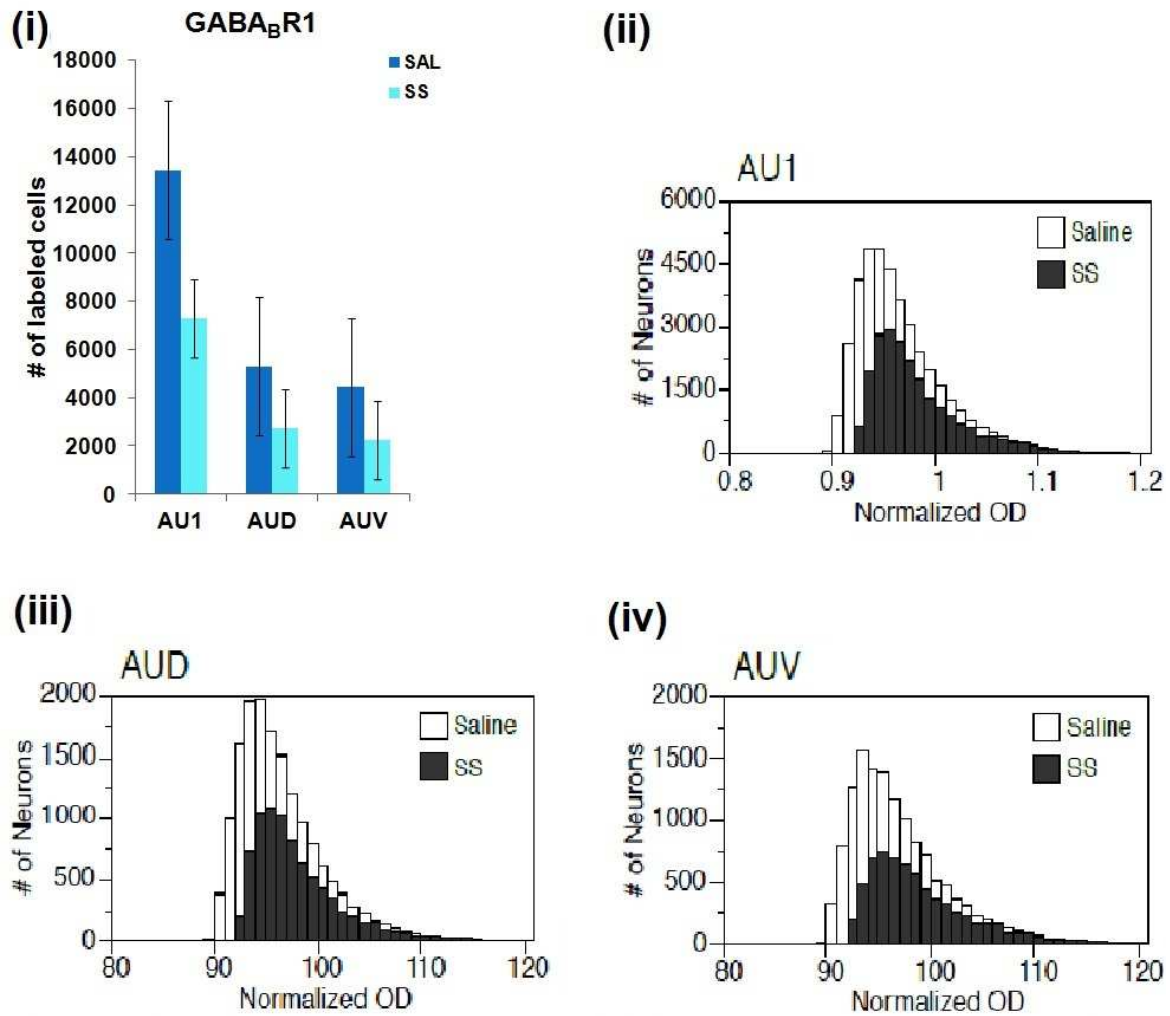 (i)
GABABR1
SAL
SS
# of labeled cells
18000
16000
14000
12000
10000
8000
6000
4000
2000
0
AU1 AUD AUV
(ii)
AU1
Saline
SS
# of Neurons
6000
4500
3000
1500
0
0.8 0.9 1 1.1 1.2
Normalized OD
(iii)
AUD
Saline
SS
# of Neurons
2000
1500
1000
500
0
80 90 100 110 120
Normalized OD
(iv)
AUV
Saline
SS
# of Neurons
2000
1500
1000
500
0
80 90 100 110 120
Normalized OD